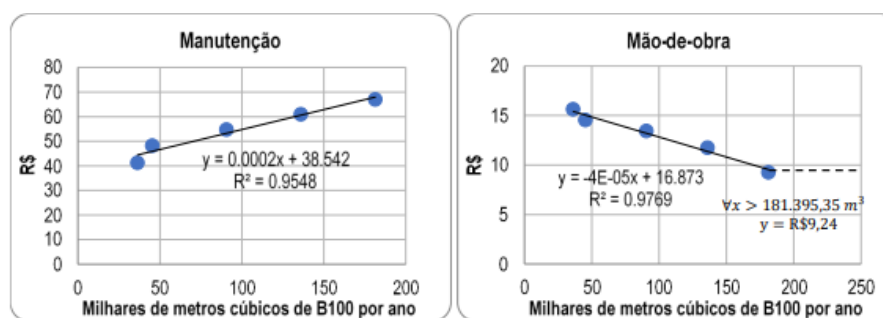 Manutenção
80
70
60
50
40
30
20
10
0
R$
y = 0.0002x + 38.542
R² = 0.9548
0 50 100 150 200
Milhares de metros cúbicos de B100 por ano
Mão-de-obra
20
15
10
5
0
R$
y = -4E-05x + 16.873
R² = 0.9769
∀x > 181.395,35 m³
y = R$9,24
0 50 100 150 200 250
Milhares de metros cúbicos de B100 por ano